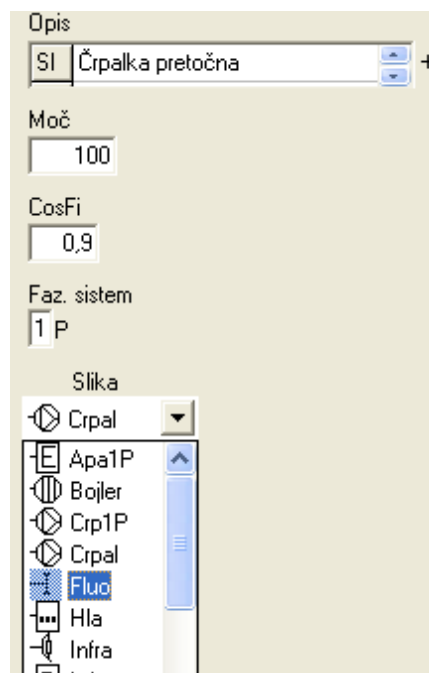 Opis
SI Črpalka pretočna +
Moč
100
CosFi
0,9
Faz. sistem
1 P
Slika
Crpal
E Apa1P
Bojler
Crp1P
Crpal
Fluo
Hla
Infra